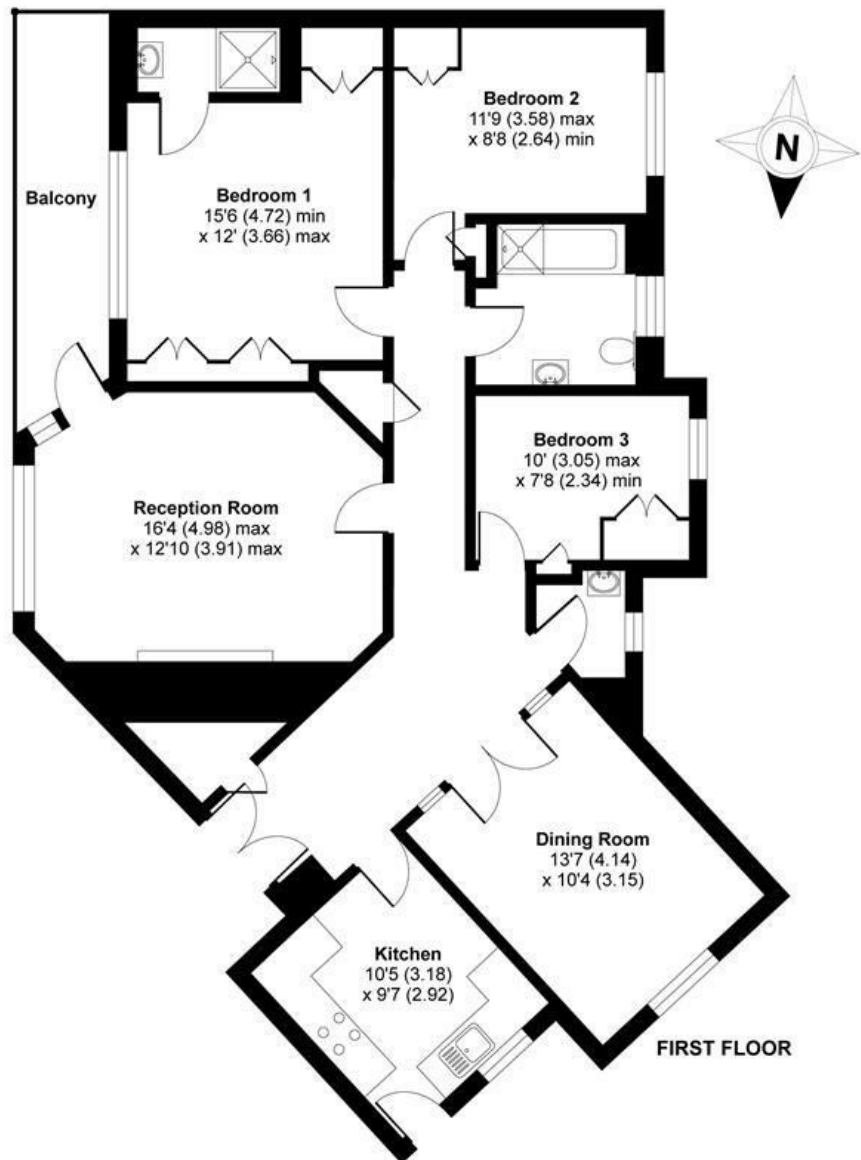 Bedroom 2
11'9 (3.58) max
x 8'8 (2.64) min
N
Balcony
Bedroom 1
15'6 (4.72) min
x 12' (3.66) max
Bedroom 3
10' (3.05) max
x 7'8 (2.34) min
Reception Room
16'4 (4.98) max
x 12'10 (3.91) max
Dining Room
13'7 (4.14)
x 10'4 (3.15)
Kitchen
10'5 (3.18)
x 9'7 (2.92)
FIRST FLOOR